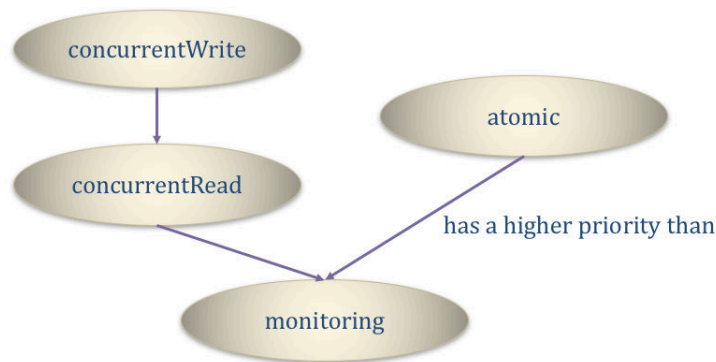 concurrentWrite
atomic
concurrentRead
has a higher priority than
monitoring